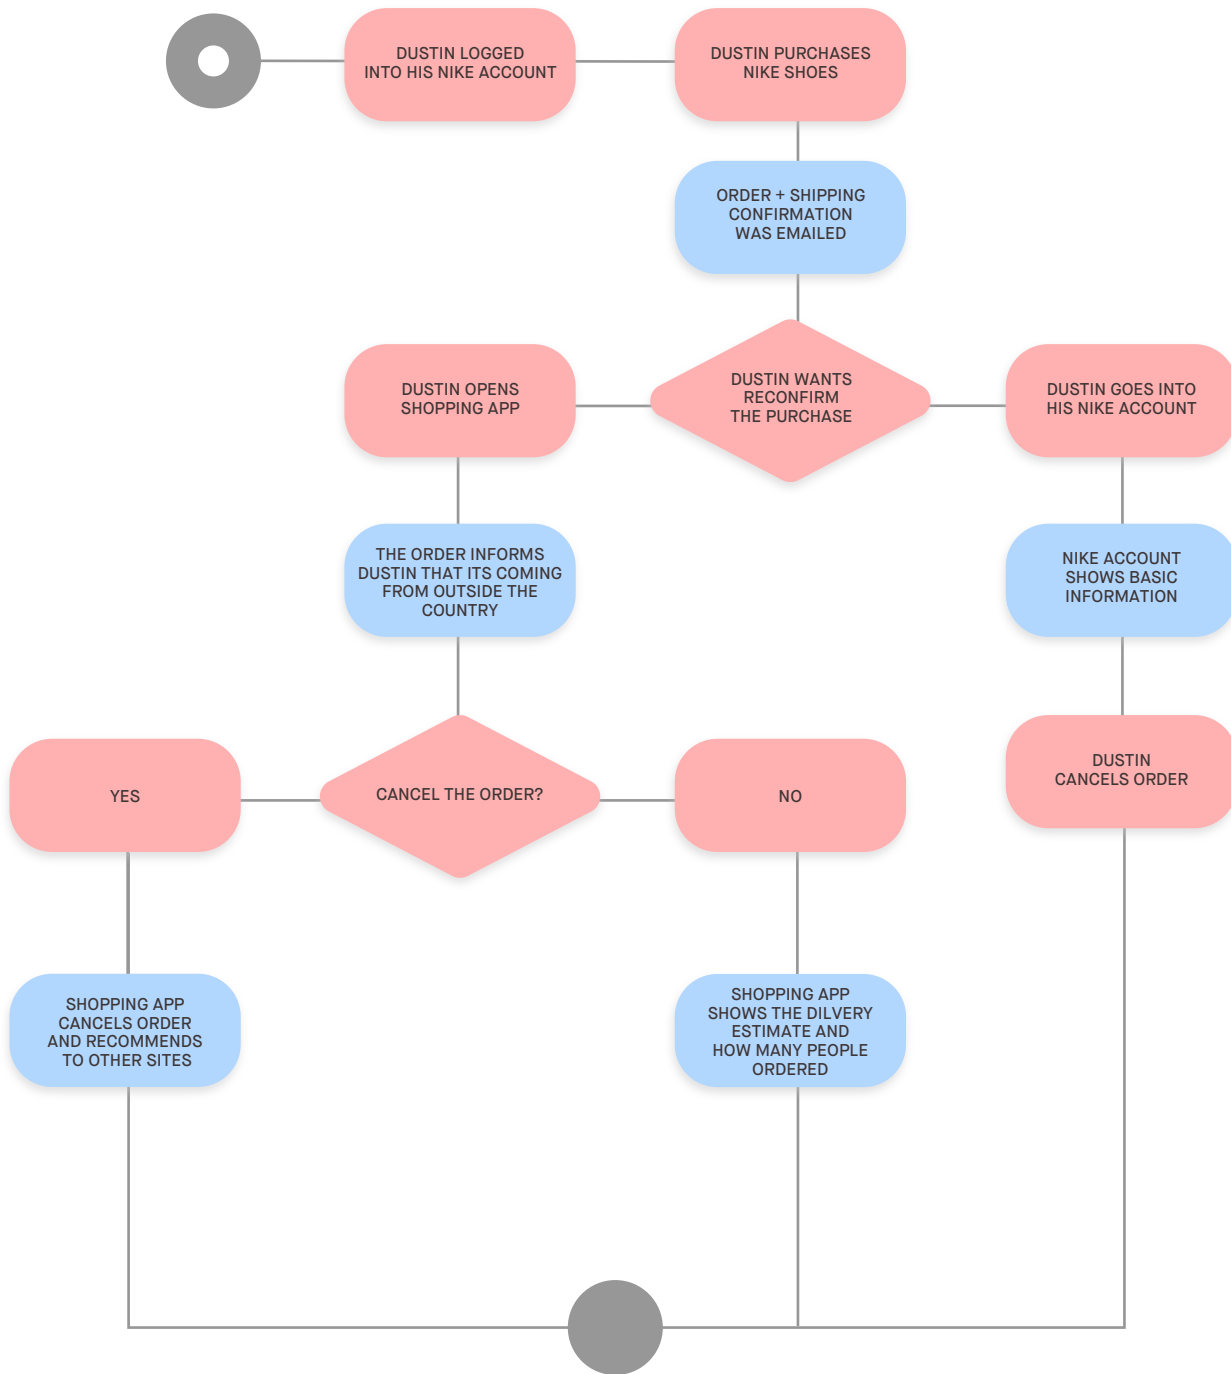 DUSTIN LOGGED
INTO HIS NIKE ACCOUNT
DUSTIN PURCHASES
NIKE SHOES
ORDER + SHIPPING
CONFIRMATION
WAS EMAILED
DUSTIN OPENS
SHOPPING APP
DUSTIN WANTS
RECONFIRM
THE PURCHASE
DUSTIN GOES INTO
HIS NIKE ACCOUNT
THE ORDER INFORMS
DUSTIN THAT ITS COMING
FROM OUTSIDE THE
COUNTRY
NIKE ACCOUNT
SHOWS BASIC
INFORMATION
YES
CANCEL THE ORDER?
NO
DUSTIN
CANCELS ORDER
SHOPPING APP
CANCELS ORDER
AND RECOMMENDS
TO OTHER SITES
SHOPPING APP
SHOWS THE DILVERY
ESTIMATE AND
HOW MANY PEOPLE
ORDERED